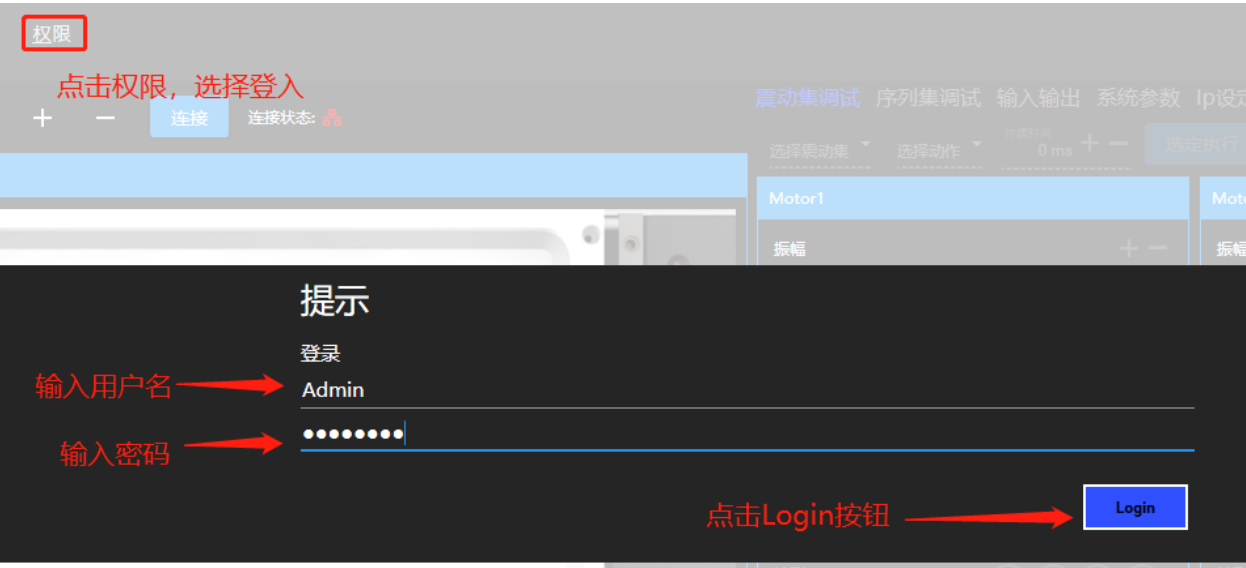 权限
点击权限，选择登入
连接
连接状态:
震动集调试 序列集调试 输入输出 系统参数 Ip设定
选择震动集 选择动作 0 ms 选定执行
Motor1
振幅
振幅
提示
登录
输入用户名
Admin
输入密码
点击Login按钮
Login